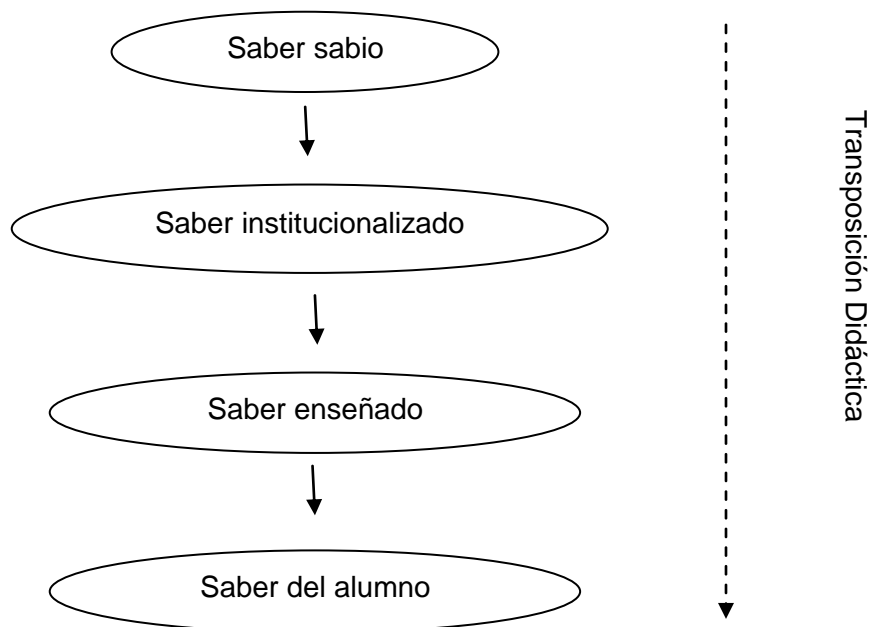 Saber sabio
Saber institucionalizado
Saber enseñado
Saber del alumno
Transposición Didáctica